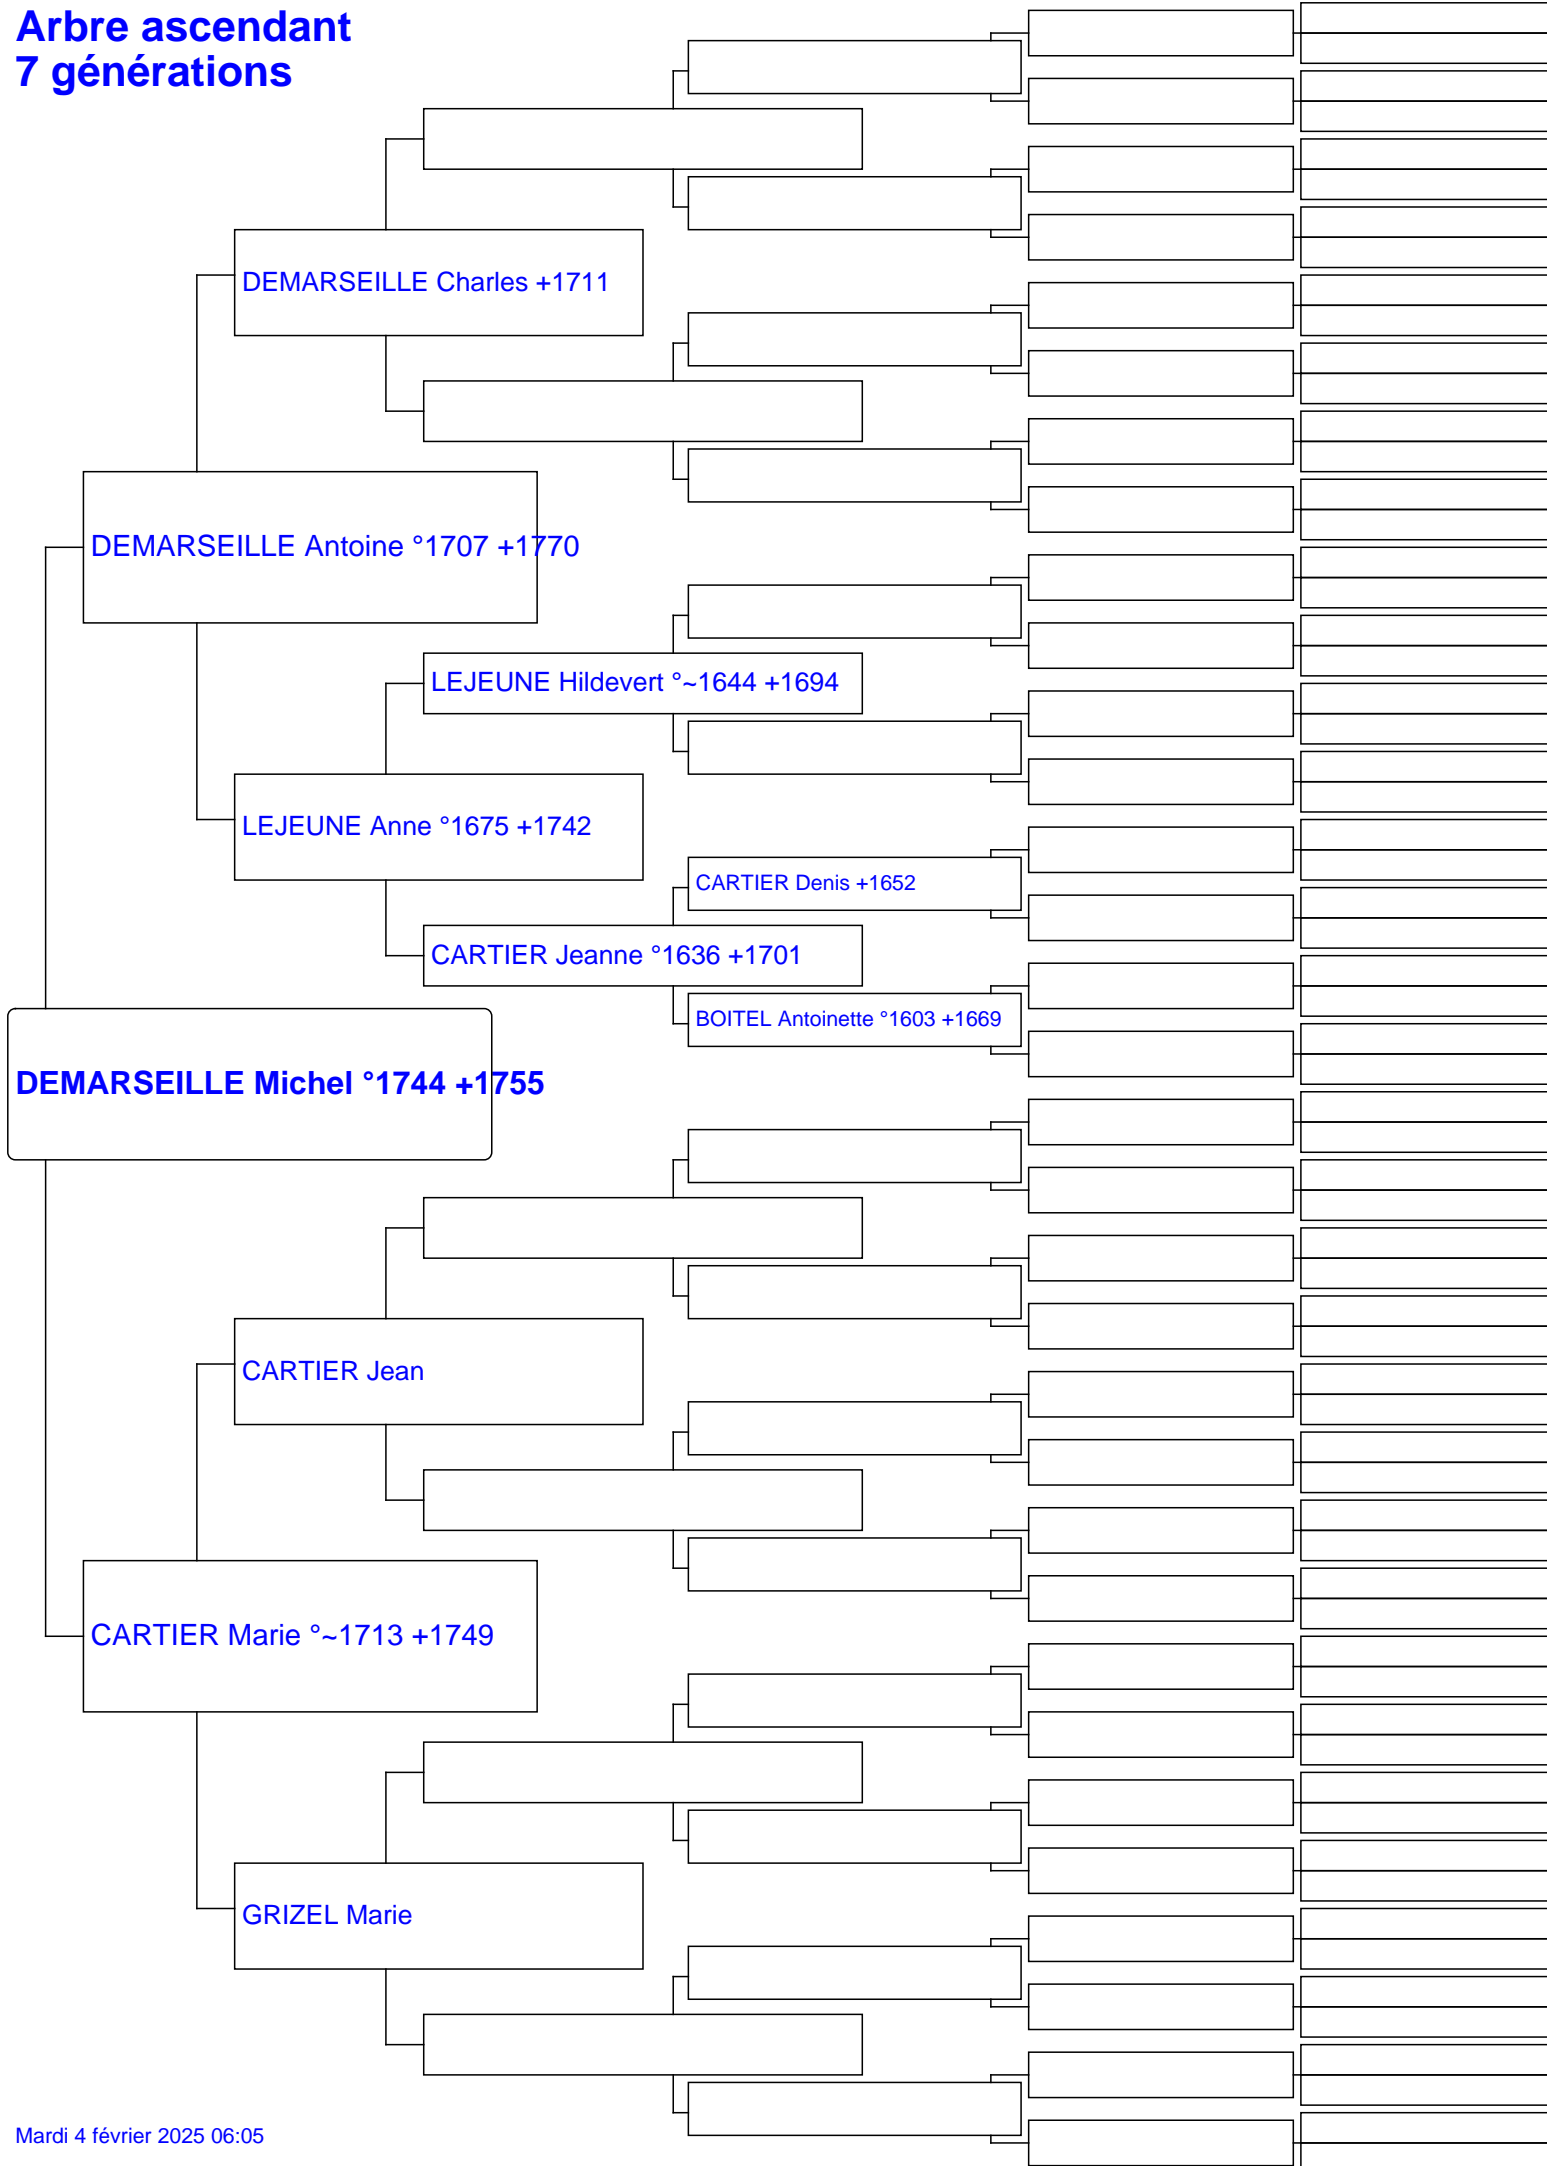 Arbre ascendant
7 générations
DEMARSEILLE Charles +1711
DEMARSEILLE Antoine °1707 +1770
LEJEUNE Hildevert °~1644 +1694
LEJEUNE Anne °1675 +1742
CARTIER Denis +1652
CARTIER Jeanne °1636 +1701
BOITEL Antoinette °1603 +1669
DEMARSEILLE Michel °1744 +1755
CARTIER Jean
CARTIER Marie °~1713 +1749
GRIZEL Marie
Mardi 4 février 2025 06:05